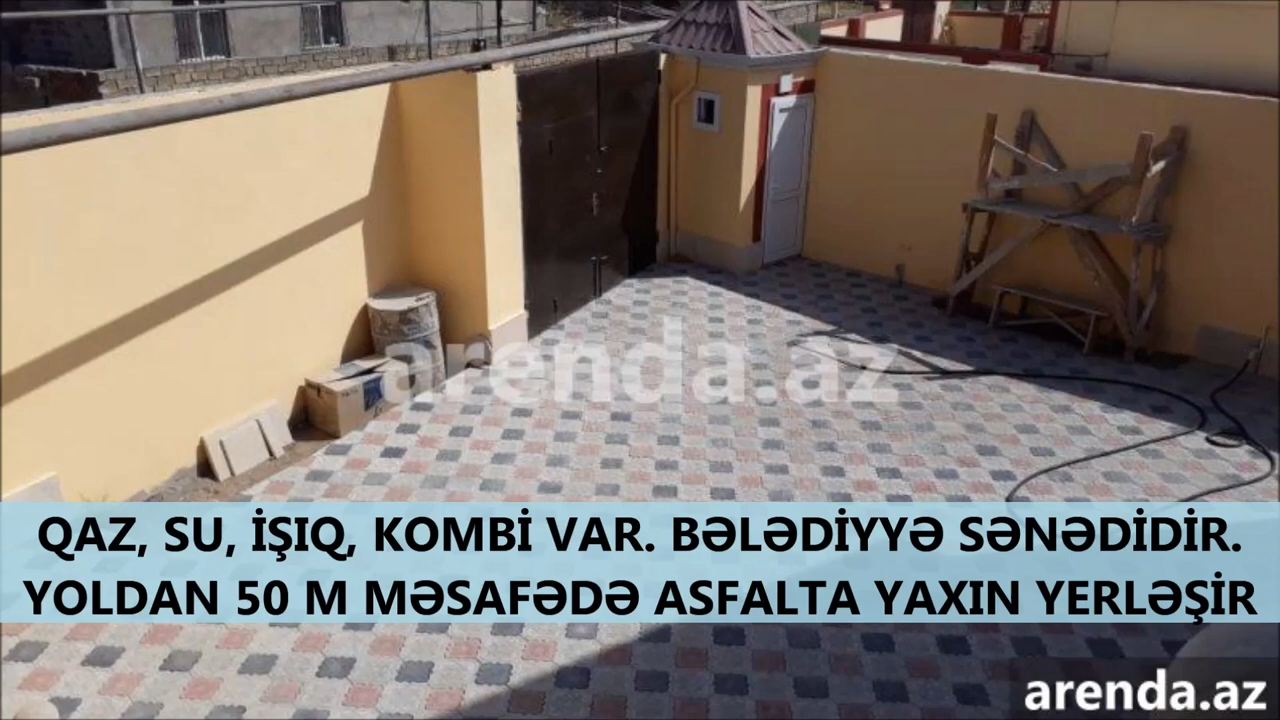 arenda.az
QAZ, SU, İŞIQ, KOMBİ VAR. BƏLƏDİYYƏ SƏNƏDİDİR.
YOLDAN 50 M MƏSAFƏDƏ ASFALTA YAXIN YERLƏŞİR
arenda.az